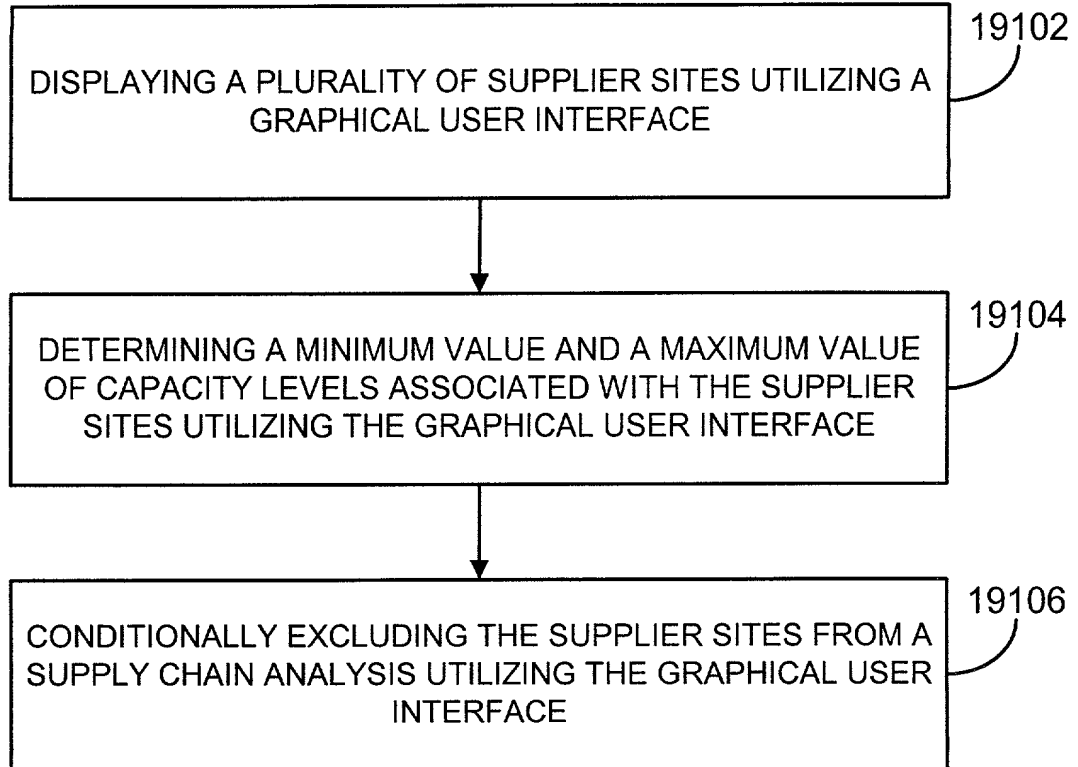 19102
DISPLAYING A PLURALITY OF SUPPLIER SITES UTILIZING A
GRAPHICAL USER INTERFACE
19104
DETERMINING A MINIMUM VALUE AND A MAXIMUM VALUE
OF CAPACITY LEVELS ASSOCIATED WITH THE SUPPLIER
SITES UTILIZING THE GRAPHICAL USER INTERFACE
19106
CONDITIONALLY EXCLUDING THE SUPPLIER SITES FROM A
SUPPLY CHAIN ANALYSIS UTILIZING THE GRAPHICAL USER
INTERFACE